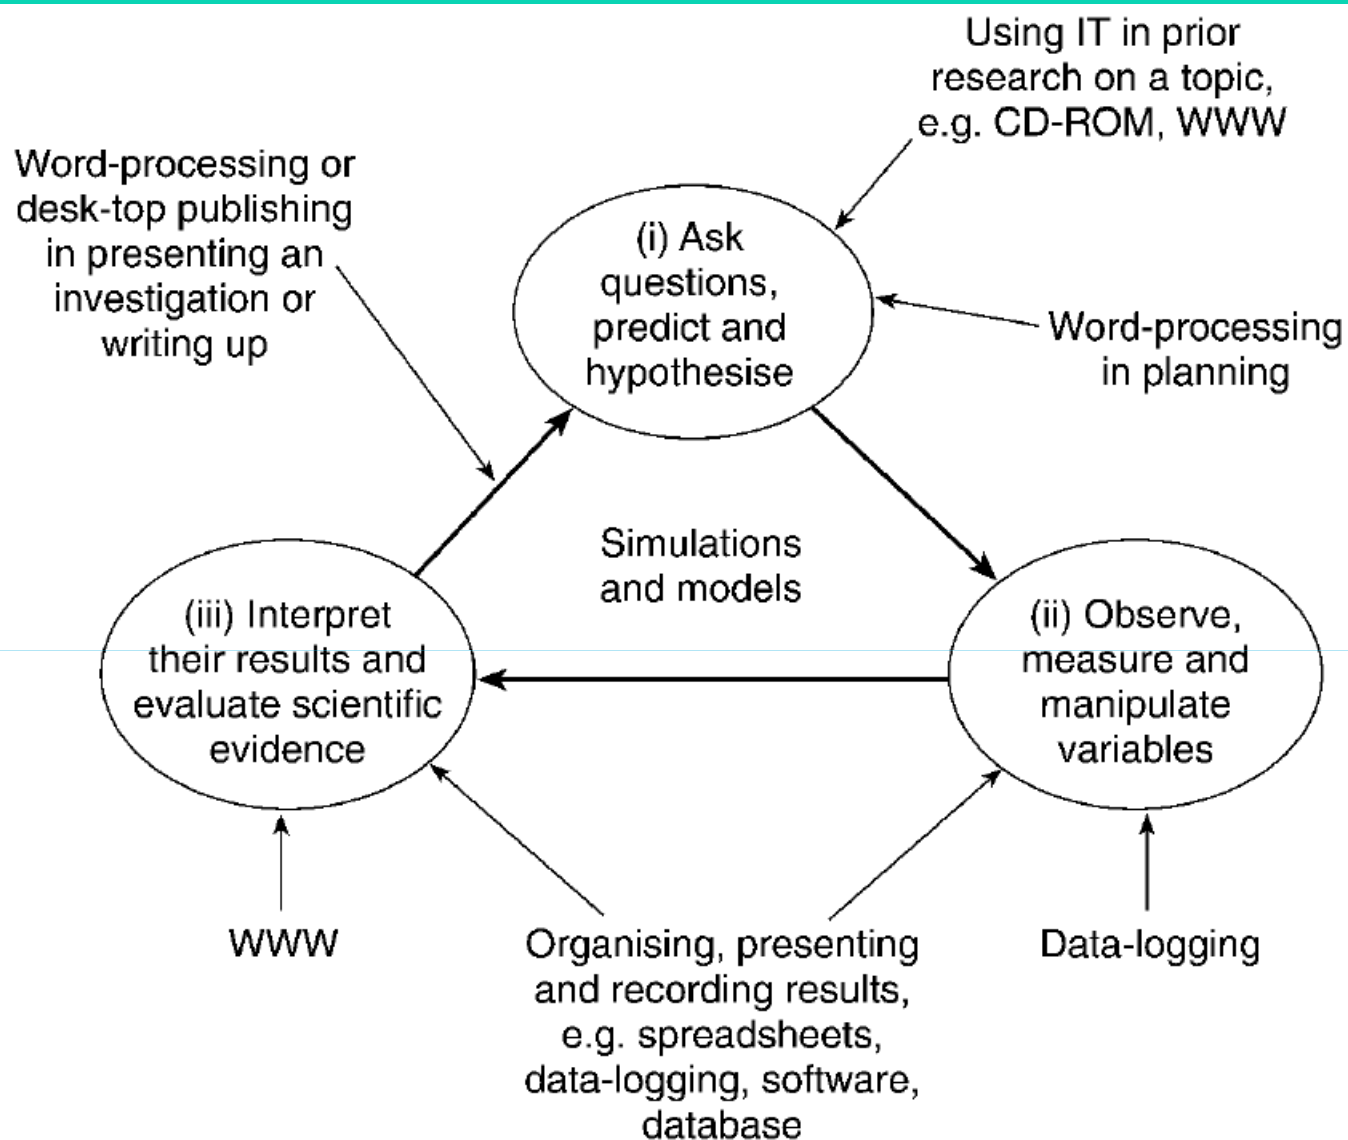 Using IT in prior
research on a topic,
e.g. CD-ROM, WWW
Word-processing or
desk-top publishing
in presenting an
investigation or
writing up
(i) Ask
questions,
predict and
hypothesise
Word-processing
in planning
Simulations
and models
(iii) Interpret
their results and
evaluate scientific
evidence
(ii) Observe,
measure and
manipulate
variables
WWW
Organising, presenting
and recording results,
e.g. spreadsheets,
data-logging, software,
database
Data-logging